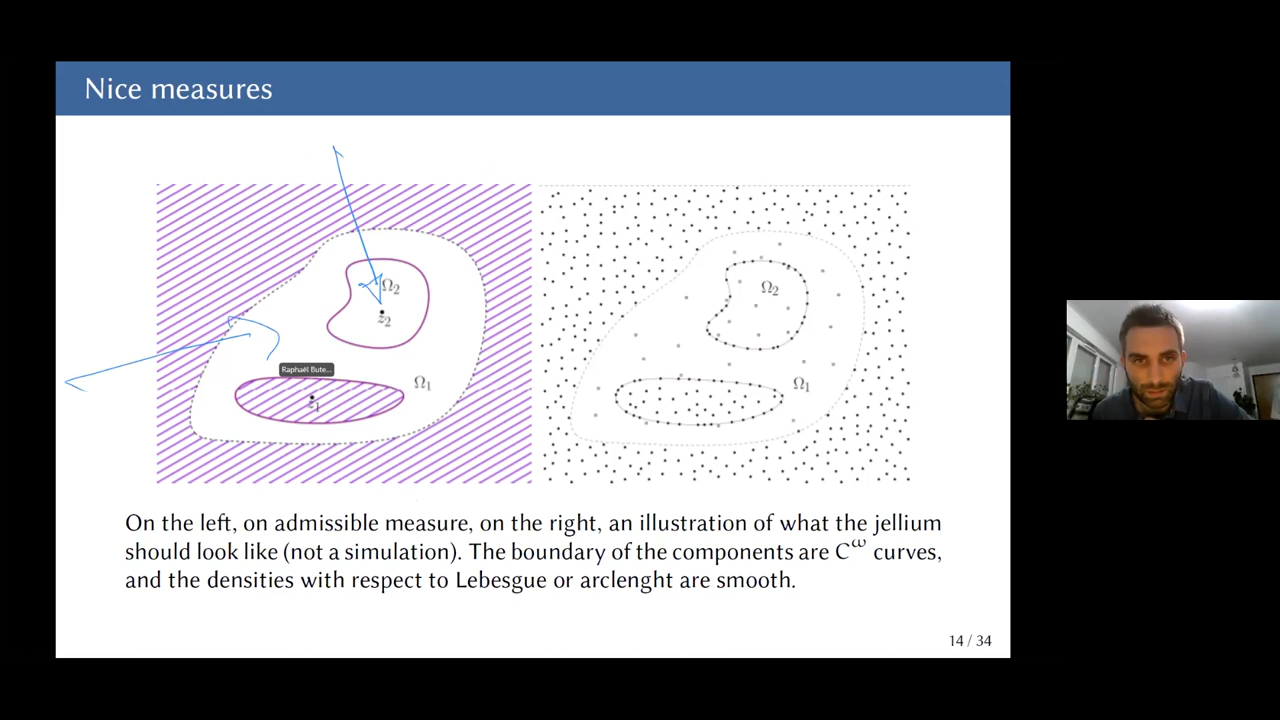 Nice measures
Ω₂
z₂
Ω₁
z₁
Raphaël Bute...
Ω₂
Ω₁
On the left, on admissible measure, on the right, an illustration of what the jellium
should look like (not a simulation). The boundary of the components are C^ω curves,
and the densities with respect to Lebesgue or arclenght are smooth.
14 / 34